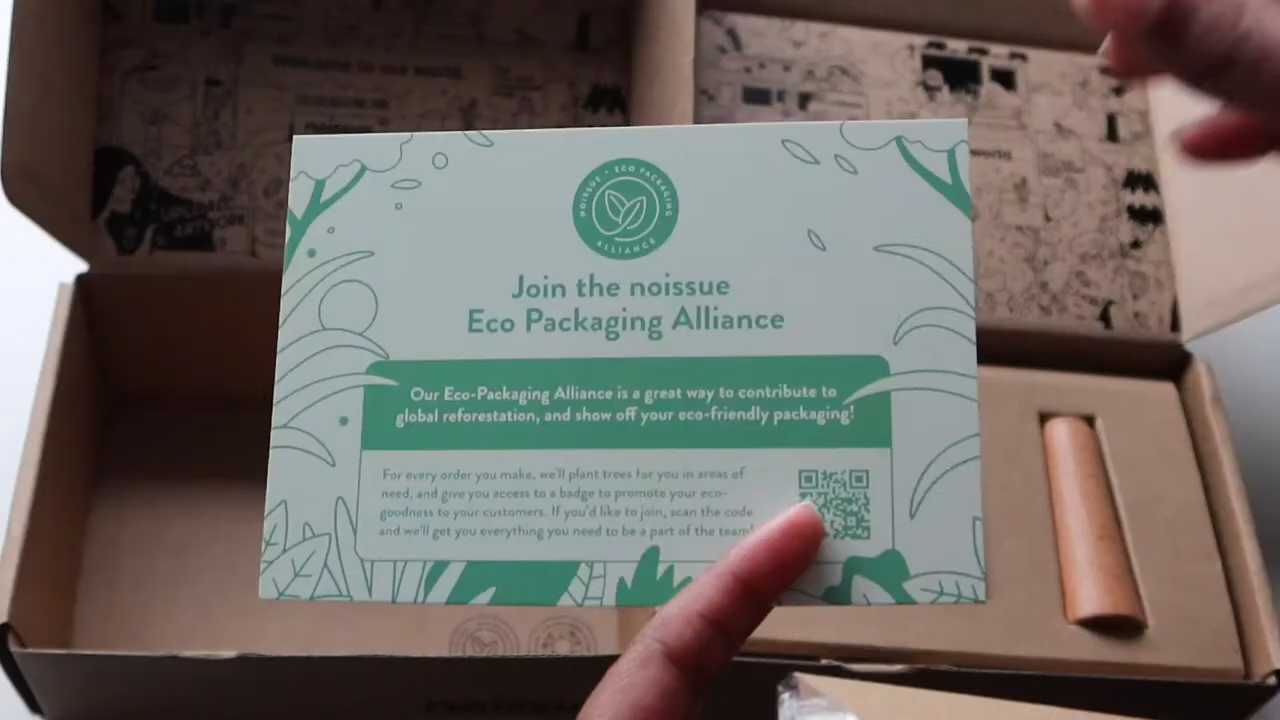 NOISSUE • ECO PACKAGING
ALLIANCE
Join the noissue
Eco Packaging Alliance
Our Eco-Packaging Alliance is a great way to contribute to
global reforestation, and show off your eco-friendly packaging!
For every order you make, we'll plant trees for you in areas of
need, and give you access to a badge to promote your eco-
goodness to your customers. If you'd like to join, scan the code
and we'll get you everything you need to be a part of the team!